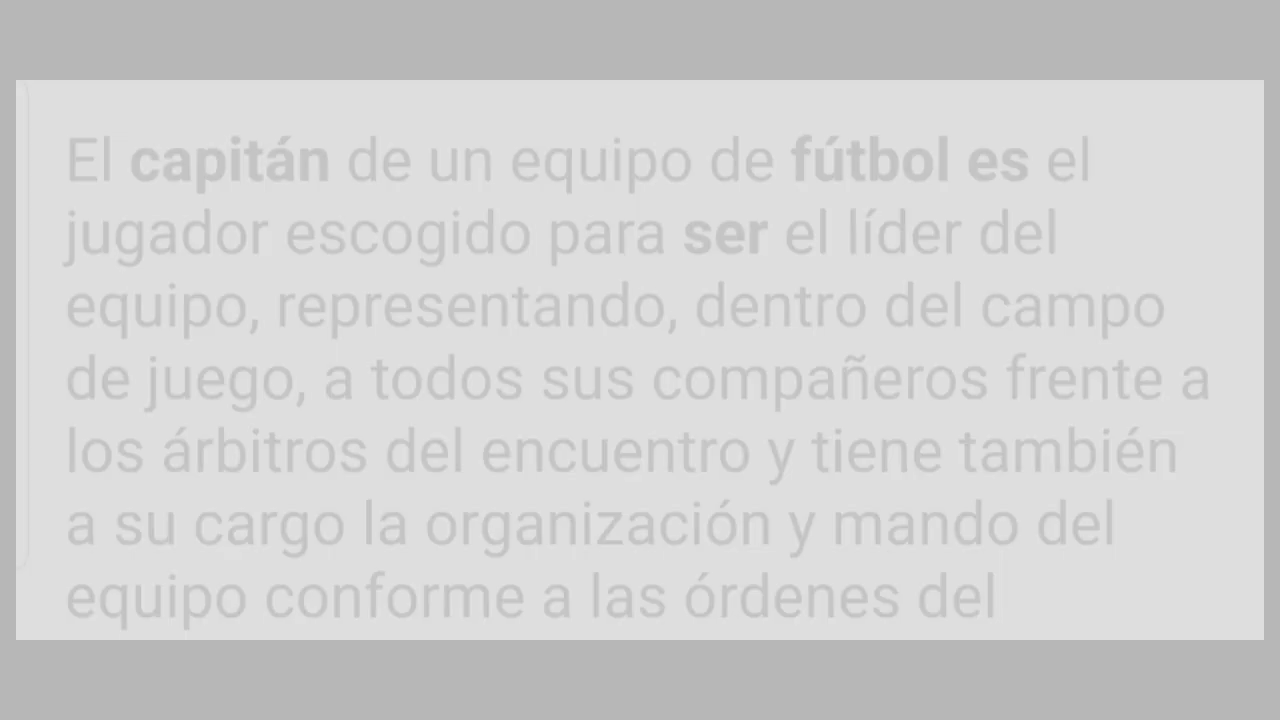 El capitán de un equipo de fútbol es el
jugador escogido para ser el líder del
equipo, representando, dentro del campo
de juego, a todos sus compañeros frente a
los árbitros del encuentro y tiene también
a su cargo la organización y mando del
equipo conforme a las órdenes del